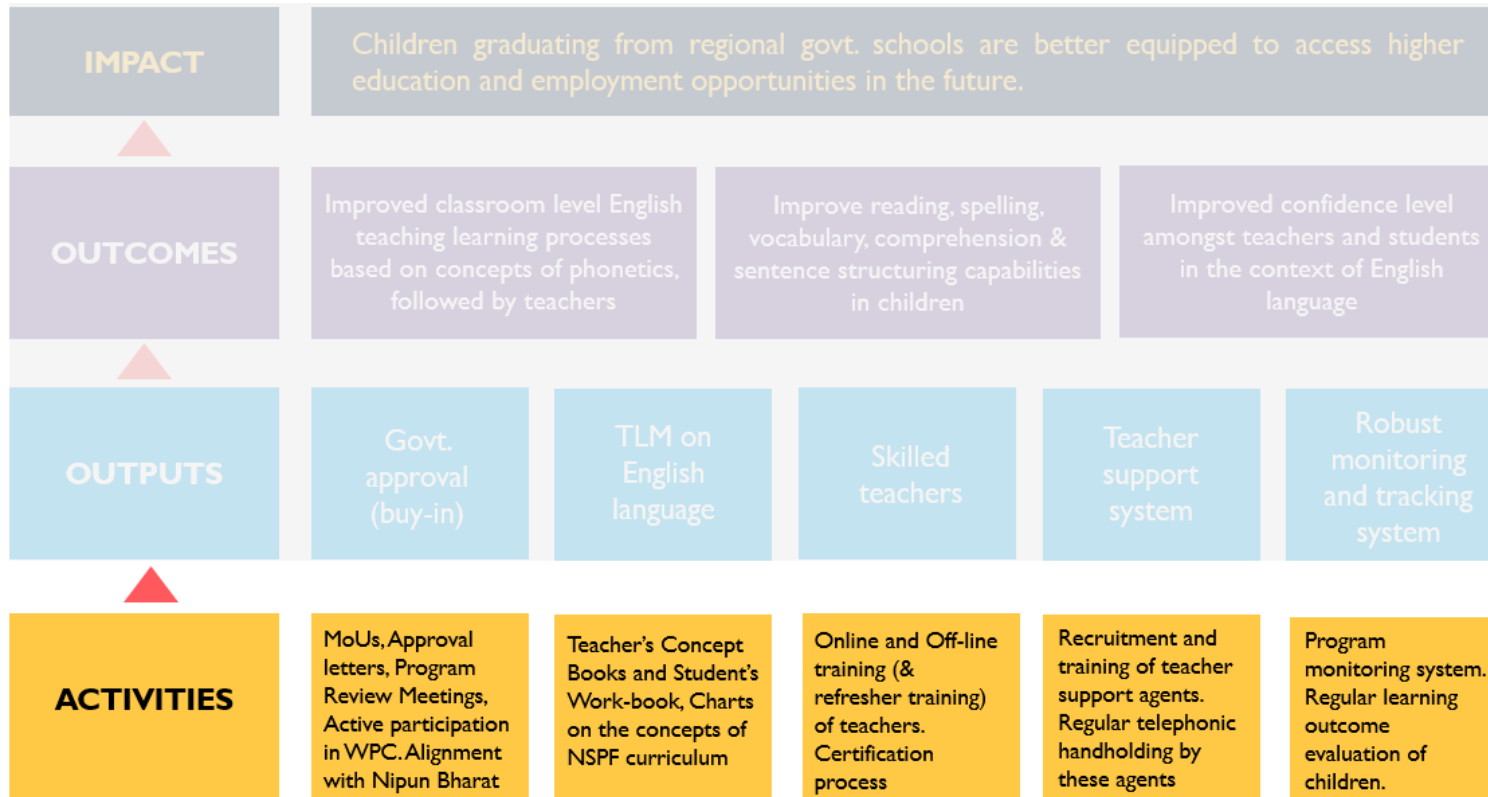 IMPACT
Children graduating from regional govt. schools are better equipped to access higher
education and employment opportunities in the future.
OUTCOMES
Improved classroom level English
teaching learning processes
based on concepts of phonetics,
followed by teachers
Improve reading, spelling,
vocabulary, comprehension &
sentence structuring capabilities
in children
Improved confidence level
amongst teachers and students
in the context of English
language
OUTPUTS
Govt.
approval
(buy-in)
TLM on
English
language
Skilled
teachers
Teacher
support
system
Robust
monitoring
and tracking
system
ACTIVITIES
MoUs, Approval
letters, Program
Review Meetings,
Active participation
in WPC. Alignment
with Nipun Bharat
Teacher's Concept
Books and Student's
Work-book, Charts
on the concepts of
NSPF curriculum
Online and Off-line
training (&
refresher training)
of teachers.
Certification
process
Recruitment and
training of teacher
support agents.
Regular telephonic
handholding by
these agents
Program
monitoring system.
Regular learning
outcome
evaluation of
children.